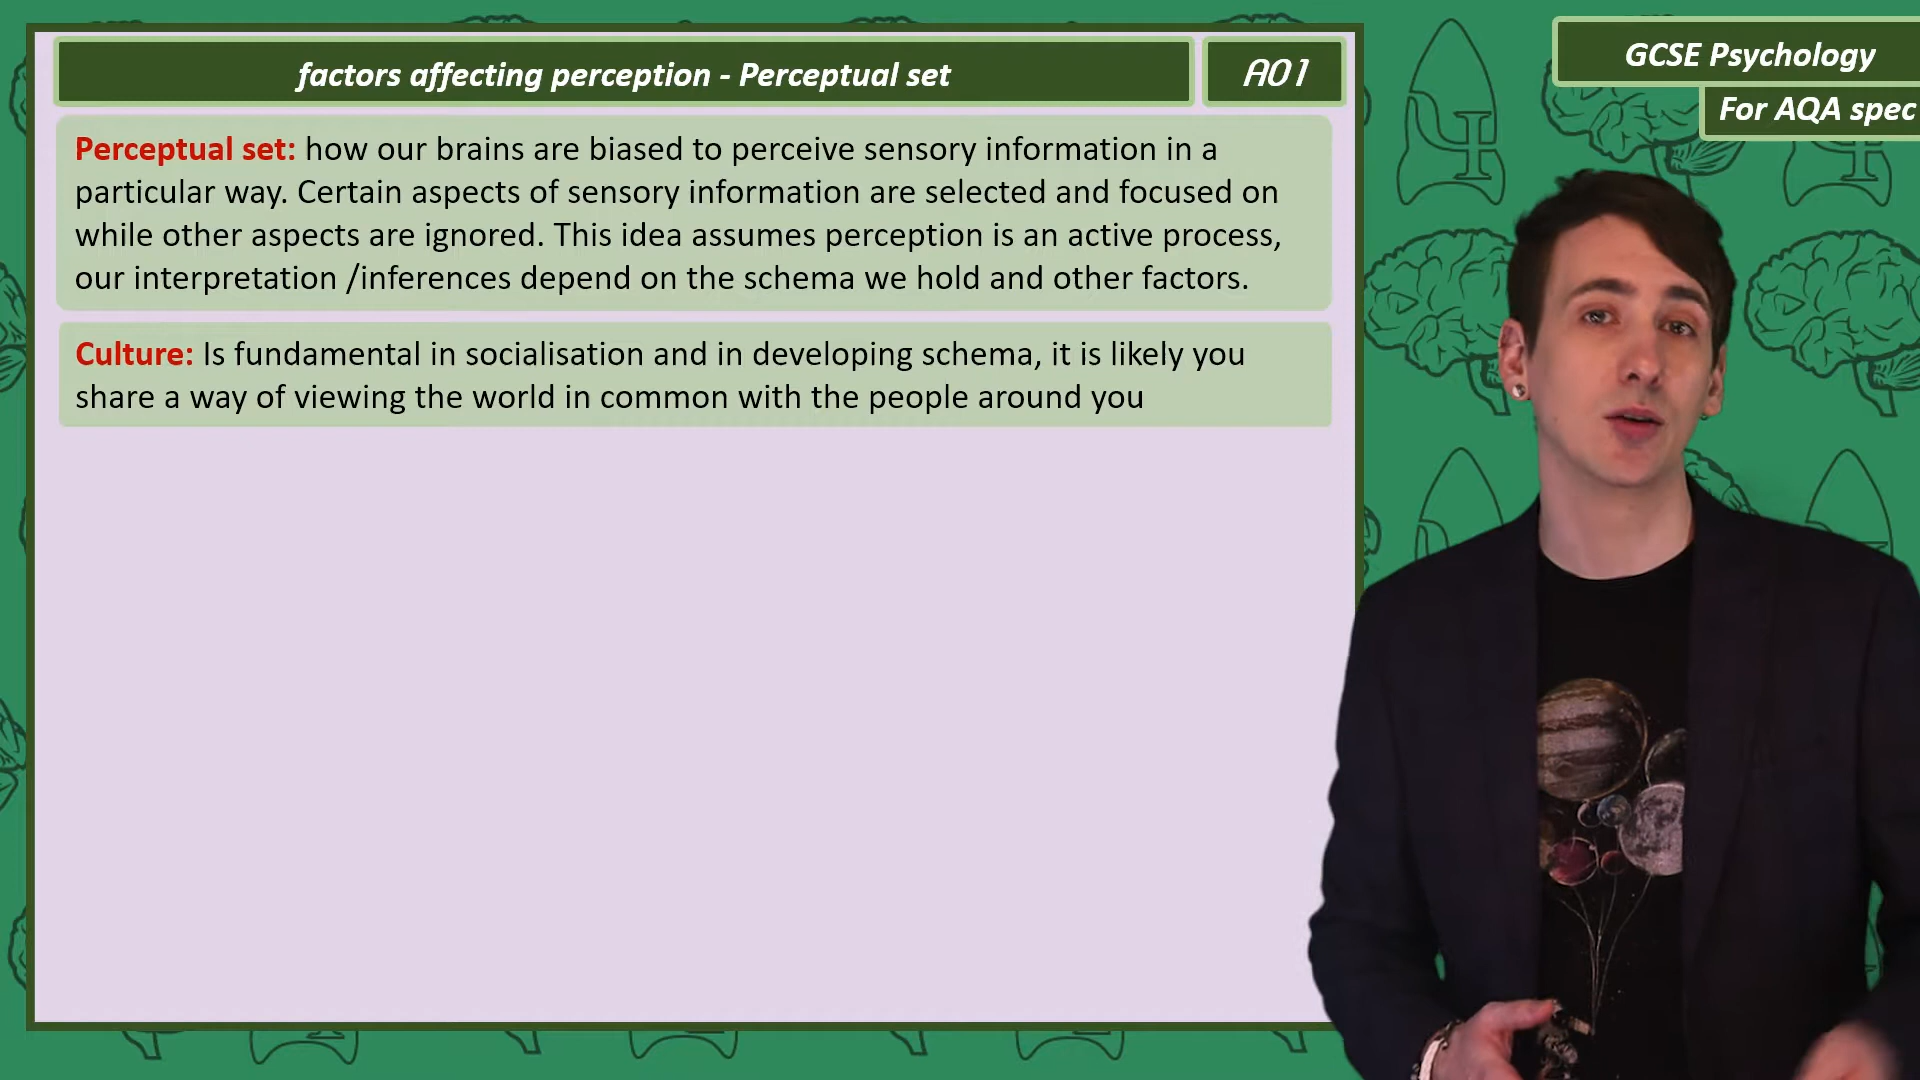 factors affecting perception - Perceptual set
AO1
GCSE Psychology
For AQA spec
Perceptual set: how our brains are biased to perceive sensory information in a
particular way. Certain aspects of sensory information are selected and focused on
while other aspects are ignored. This idea assumes perception is an active process,
our interpretation /inferences depend on the schema we hold and other factors.
Culture: Is fundamental in socialisation and in developing schema, it is likely you
share a way of viewing the world in common with the people around you